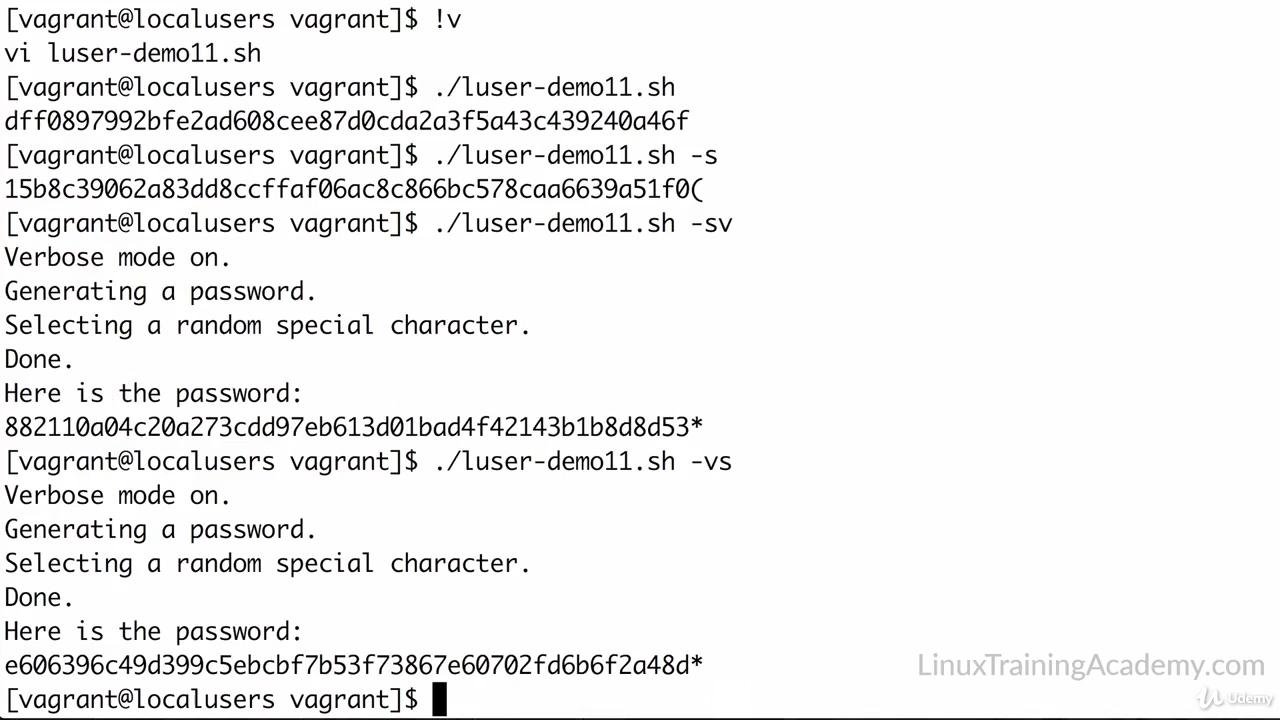 [vagrant@localusers vagrant]$ !v
vi luser-demo11.sh
[vagrant@localusers vagrant]$ ./luser-demo11.sh
dff0897992bfe2ad608cee87d0cda2a3f5a43c439240a46f
[vagrant@localusers vagrant]$ ./luser-demo11.sh -s
15b8c39062a83dd8ccffaf06ac8c866bc578caa6639a51f0(
[vagrant@localusers vagrant]$ ./luser-demo11.sh -sv
Verbose mode on.
Generating a password.
Selecting a random special character.
Done.
Here is the password:
882110a04c20a273cdd97eb613d01bad4f42143b1b8d8d53*
[vagrant@localusers vagrant]$ ./luser-demo11.sh -vs
Verbose mode on.
Generating a password.
Selecting a random special character.
Done.
Here is the password:
e606396c49d399c5ebcbf7b53f73867e60702fd6b6f2a48d*
[vagrant@localusers vagrant]$
LinuxTrainingAcademy.com
Udemy